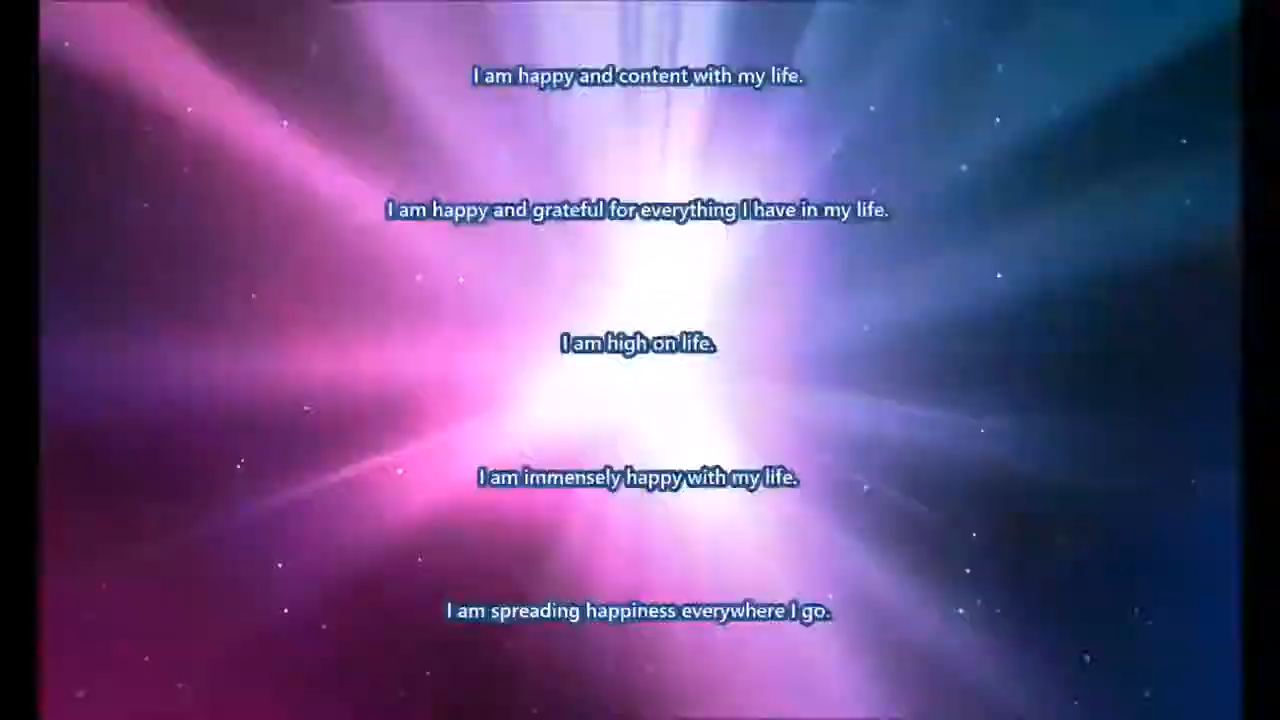 I am happy and content with my life.
I am happy and grateful for everything I have in my life.
I am high on life.
I am immensely happy with my life.
I am spreading happiness everywhere I go.